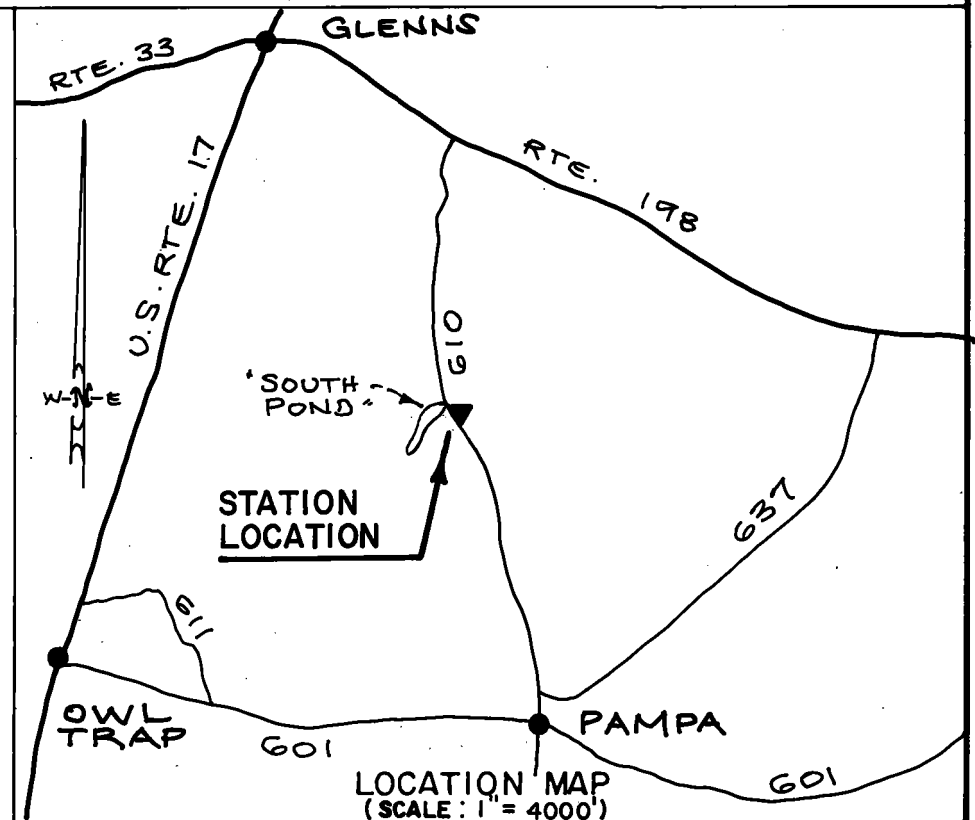 GLENNS
RTE. 33
U.S. RTE. 17
RTE. 198
W-N-E
610
"SOUTH
POND"
STATION
LOCATION
637
611
OWL
TRAP
601
PAMPA
601
LOCATION MAP
(SCALE: 1" = 4000')